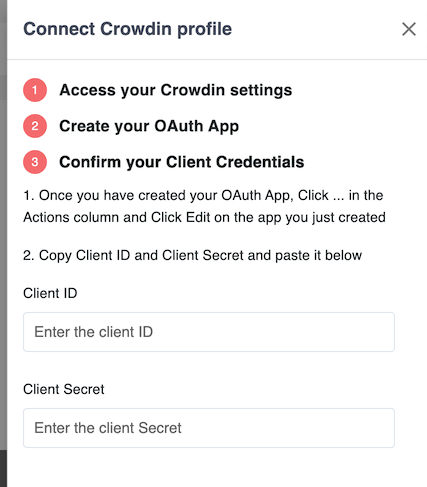 Connect Crowdin profile
1 Access your Crowdin settings
2 Create your OAuth App
3 Confirm your Client Credentials
1. Once you have created your OAuth App, Click ... in the
Actions column and Click Edit on the app you just created
2. Copy Client ID and Client Secret and paste it below
Client ID
Enter the client ID
Client Secret
Enter the client Secret